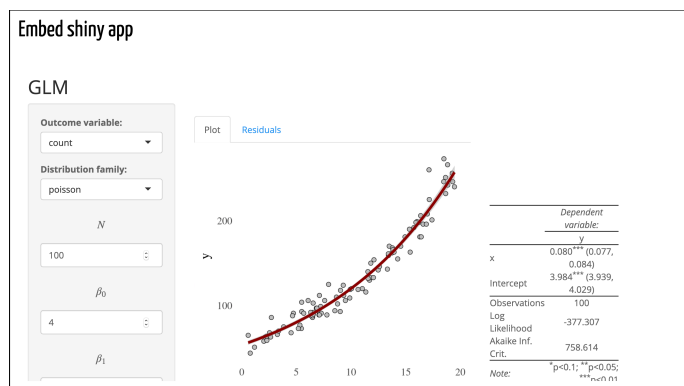 Embed shiny app
GLM
Outcome variable:
count
Distribution family:
poisson
N
100
β0
4
β1
Plot
Residuals
200
100
y
0 5 10 15 20
Dependent
variable:
y
x 0.080*** (0.077,
0.084)
Intercept 3.984*** (3.939,
4.029)
Observations 100
Log
Likelihood -377.307
Akaike Inf.
Crit. 758.614
Note: *p<0.1; **p<0.05;
***p<0.01